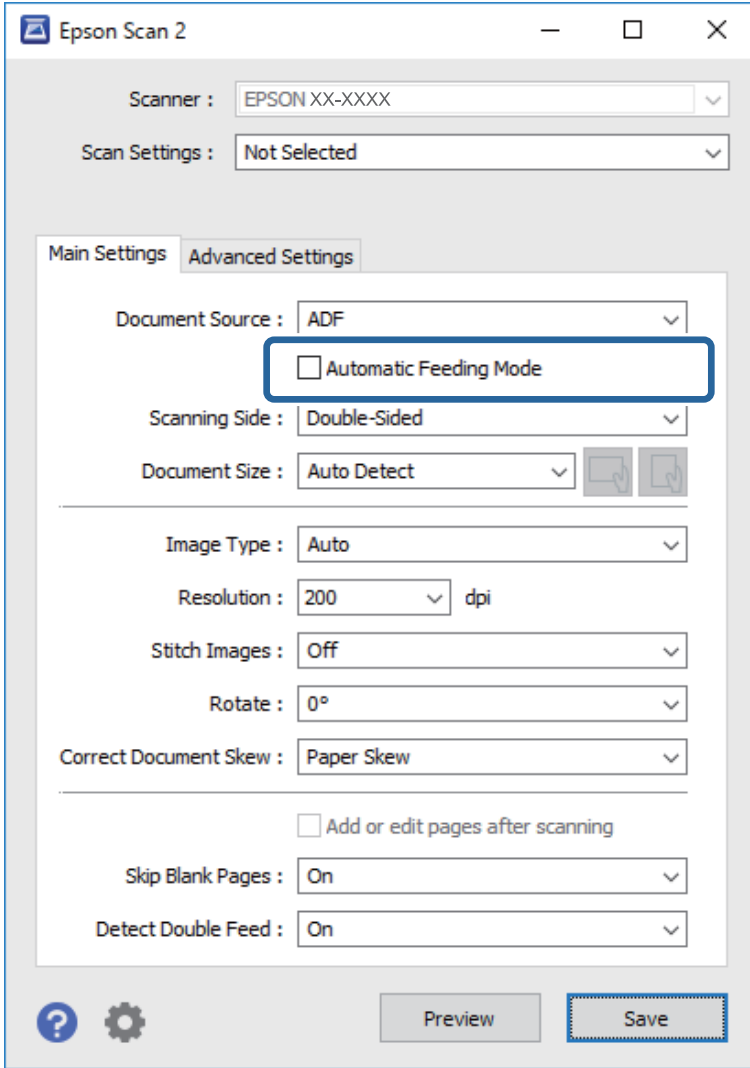 Epson Scan 2
Scanner : EPSON XX-XXXX
Scan Settings : Not Selected
Main Settings Advanced Settings
Document Source : ADF
Automatic Feeding Mode
Scanning Side : Double-Sided
Document Size : Auto Detect
Image Type : Auto
Resolution : 200 dpi
Stitch Images : Off
Rotate : 0°
Correct Document Skew : Paper Skew
Add or edit pages after scanning
Skip Blank Pages : On
Detect Double Feed : On
? Preview Save